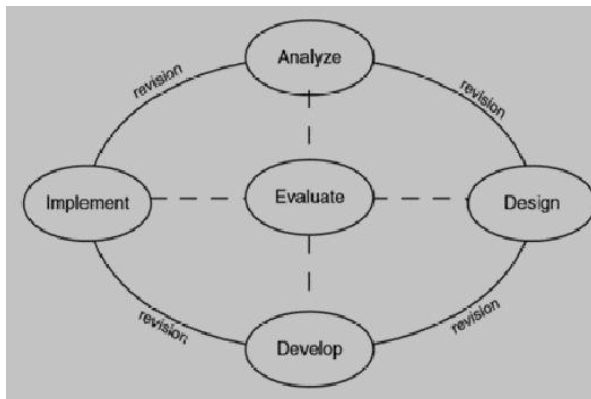 Analyze
revision
revision
Implement
Evaluate
Design
revision
revision
Develop